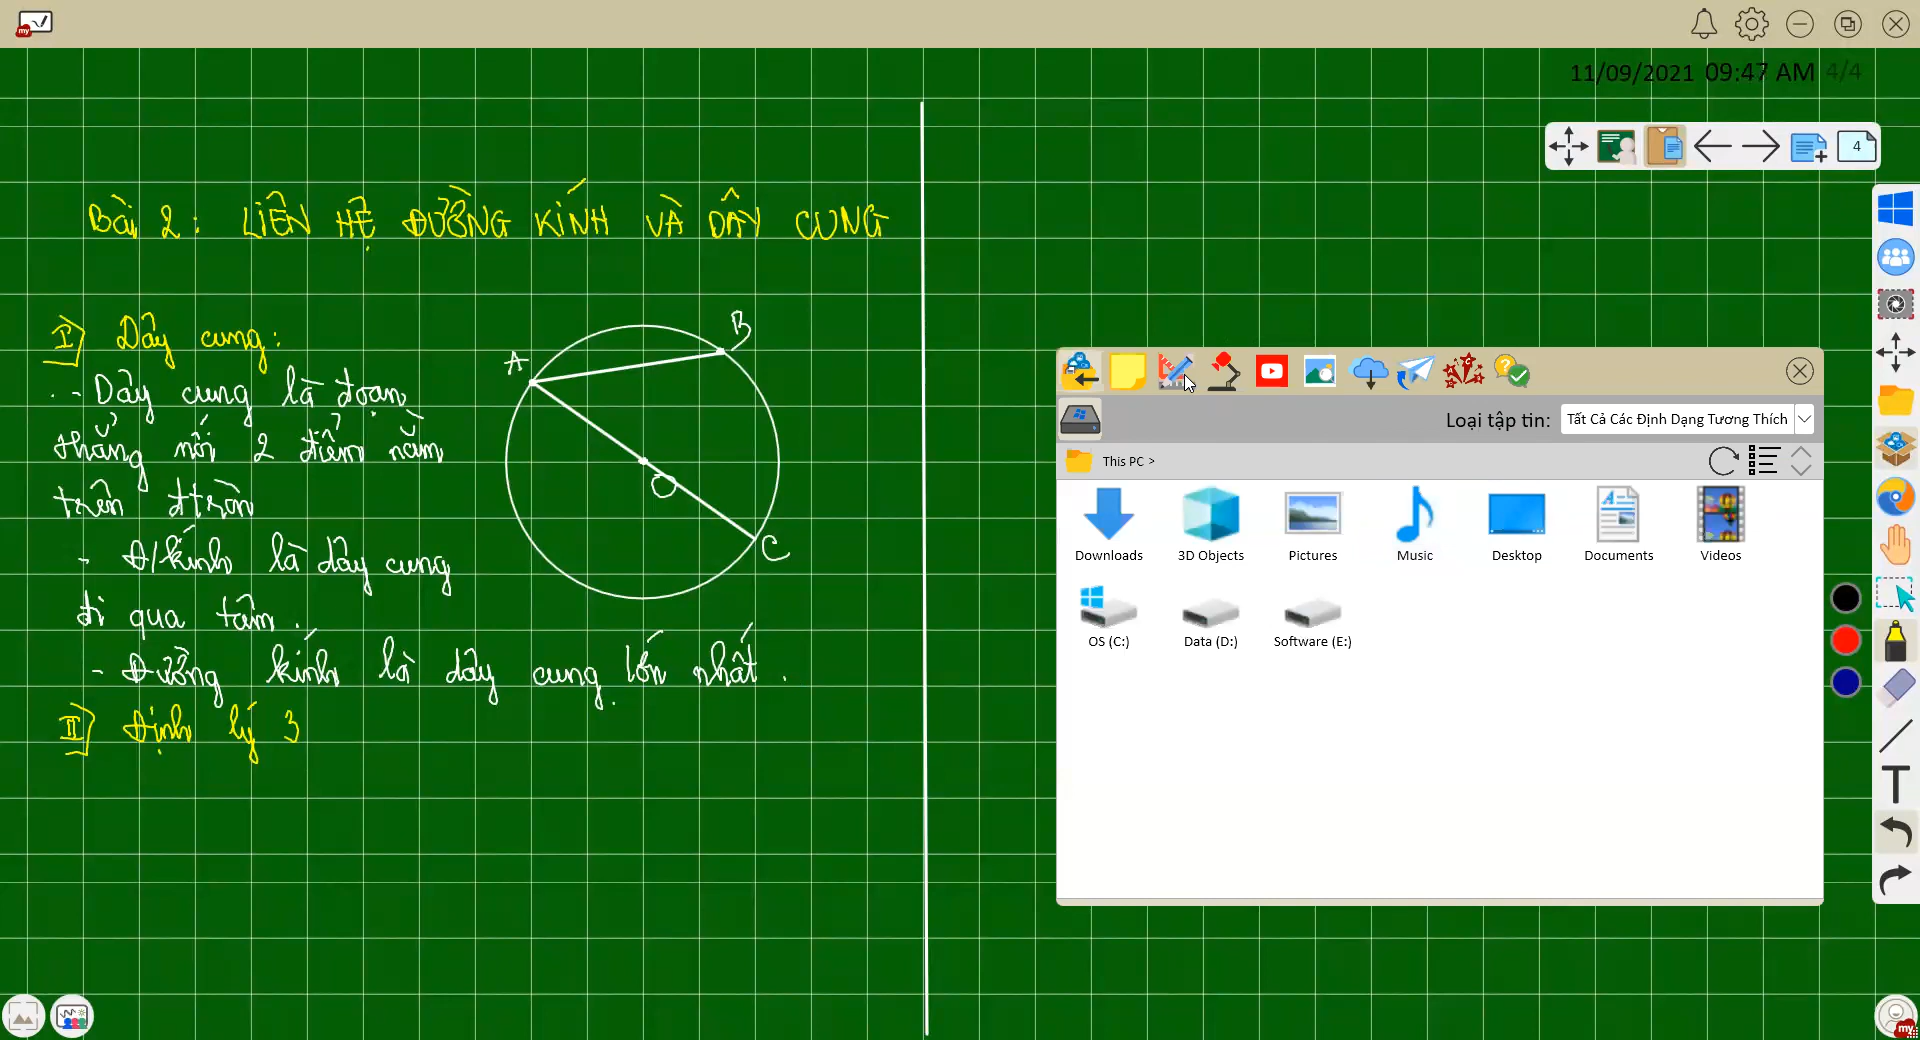 11/09/2021 09:47 AM 4/4
4
Bài 2: LIÊN HỆ ĐƯỜNG KÍNH VÀ DÂY CUNG
I] Dây cung:
- Dây cung là đoạn
thẳng nối 2 điểm nằm
trên đtròn
- Đ/kính là dây cung
đi qua tâm.
- Đường kính là dây cung lớn nhất.
II] Định lý 3
A
B
O
C
Loại tập tin: Tất Cả Các Định Dạng Tương Thích
This PC >
Downloads 3D Objects Pictures Music Desktop Documents Videos
OS (C:) Data (D:) Software (E:)
T
my
my